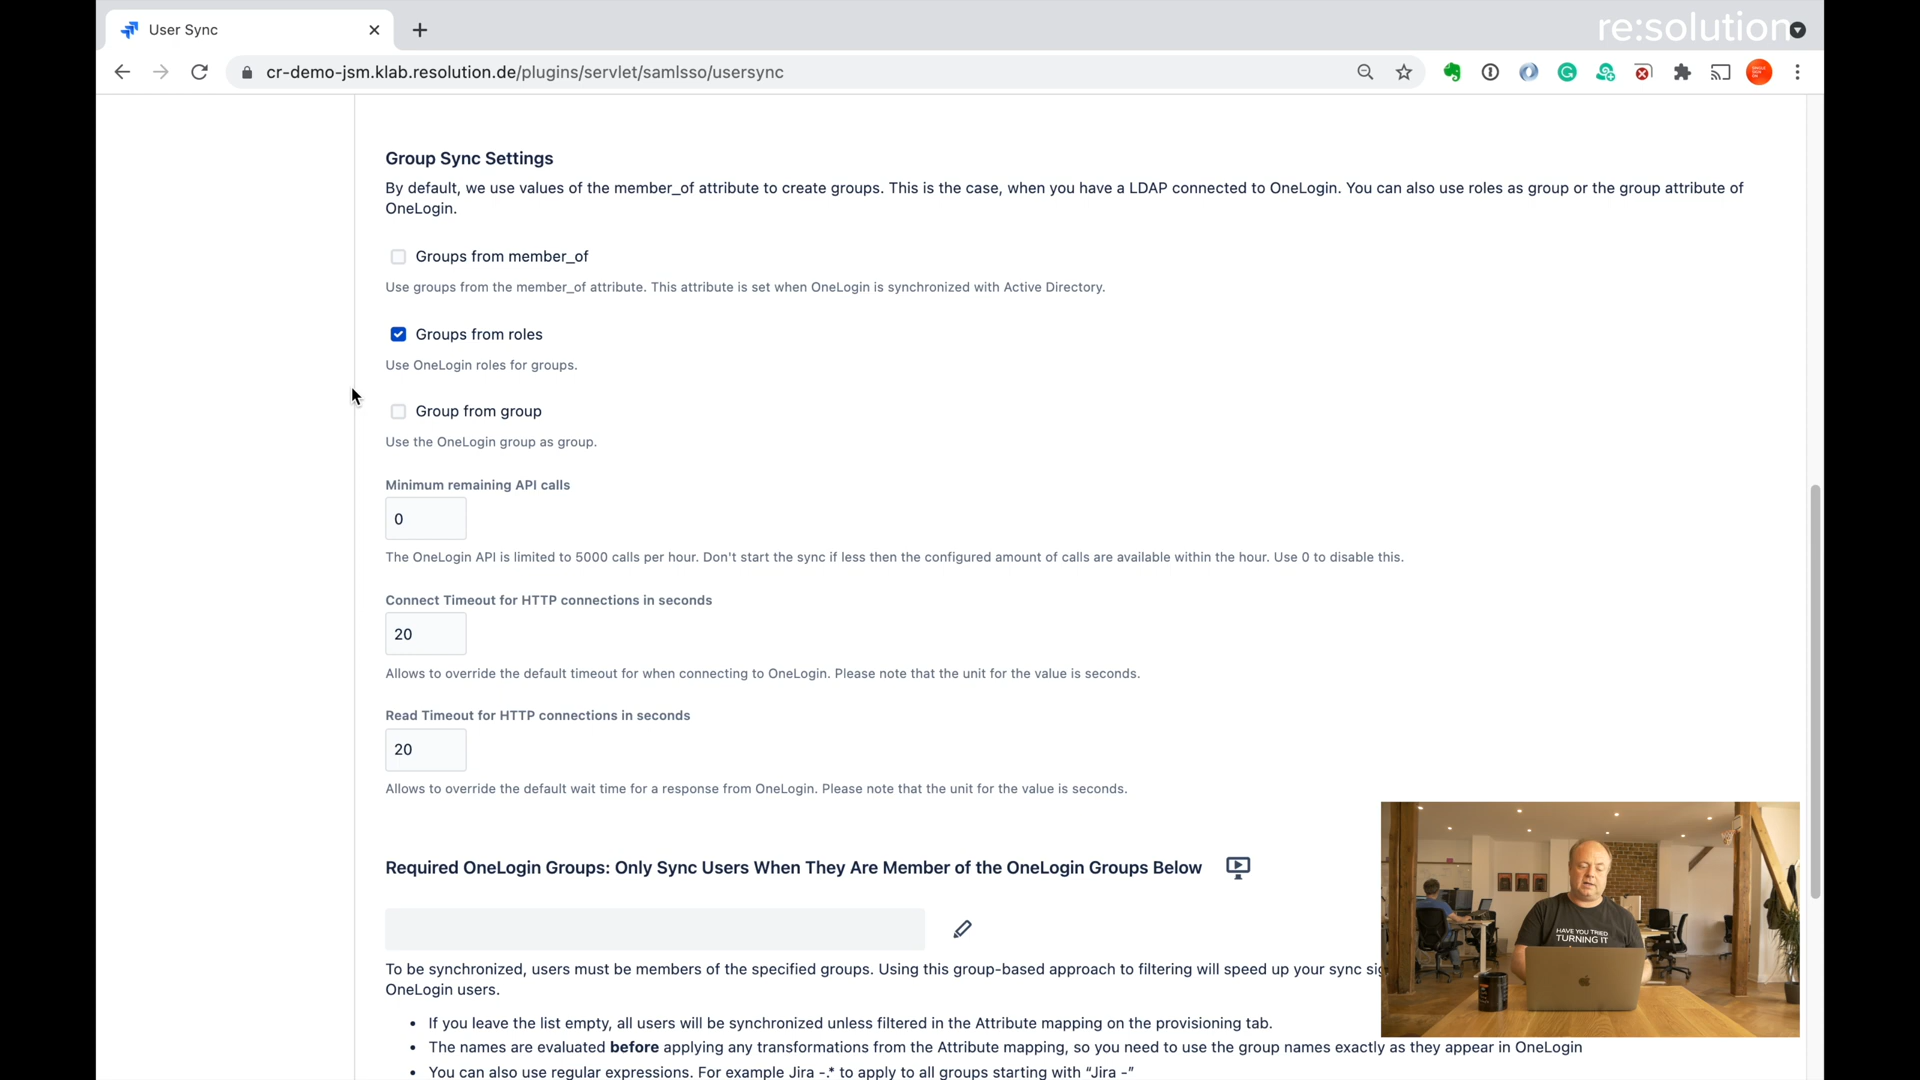 User Sync
re:solution
cr-demo-jsm.klab.resolution.de/plugins/servlet/samlsso/usersync
Group Sync Settings
By default, we use values of the member_of attribute to create groups. This is the case, when you have a LDAP connected to OneLogin. You can also use roles as group or the group attribute of
OneLogin.
Groups from member_of
Use groups from the member_of attribute. This attribute is set when OneLogin is synchronized with Active Directory.
Groups from roles
Use OneLogin roles for groups.
Group from group
Use the OneLogin group as group.
Minimum remaining API calls
0
The OneLogin API is limited to 5000 calls per hour. Don't start the sync if less then the configured amount of calls are available within the hour. Use 0 to disable this.
Connect Timeout for HTTP connections in seconds
20
Allows to override the default timeout for when connecting to OneLogin. Please note that the unit for the value is seconds.
Read Timeout for HTTP connections in seconds
20
Allows to override the default wait time for a response from OneLogin. Please note that the unit for the value is seconds.
Required OneLogin Groups: Only Sync Users When They Are Member of the OneLogin Groups Below
To be synchronized, users must be members of the specified groups. Using this group-based approach to filtering will speed up your sync
OneLogin users.
• If you leave the list empty, all users will be synchronized unless filtered in the Attribute mapping on the provisioning tab.
• The names are evaluated before applying any transformations from the Attribute mapping, so you need to use the group names exactly as they appear in OneLogin
• You can also use regular expressions. For example Jira -.* to apply to all groups starting with “Jira -”
HAVE YOU TRIED
TURNING IT